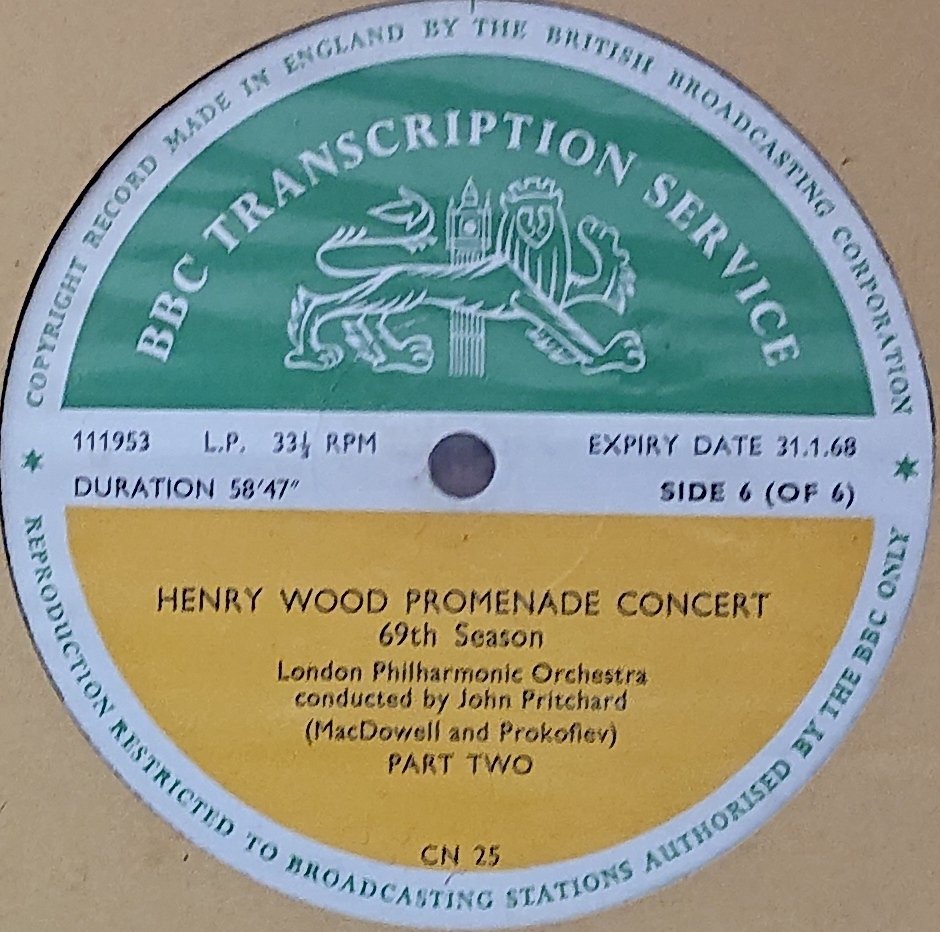 COPYRIGHT RECORD MADE IN ENGLAND BY THE BRITISH BROADCASTING CORPORATION
BBC TRANSCRIPTION SERVICE
111953 L.P. 33⅓ RPM EXPIRY DATE 31.1.68
DURATION 58'47" SIDE 6 (OF 6)
HENRY WOOD PROMENADE CONCERT
69th Season
London Philharmonic Orchestra
conducted by John Pritchard
(MacDowell and Prokofiev)
PART TWO
CN 25
REPRODUCTION RESTRICTED TO BROADCASTING STATIONS AUTHORISED BY THE BBC ONLY